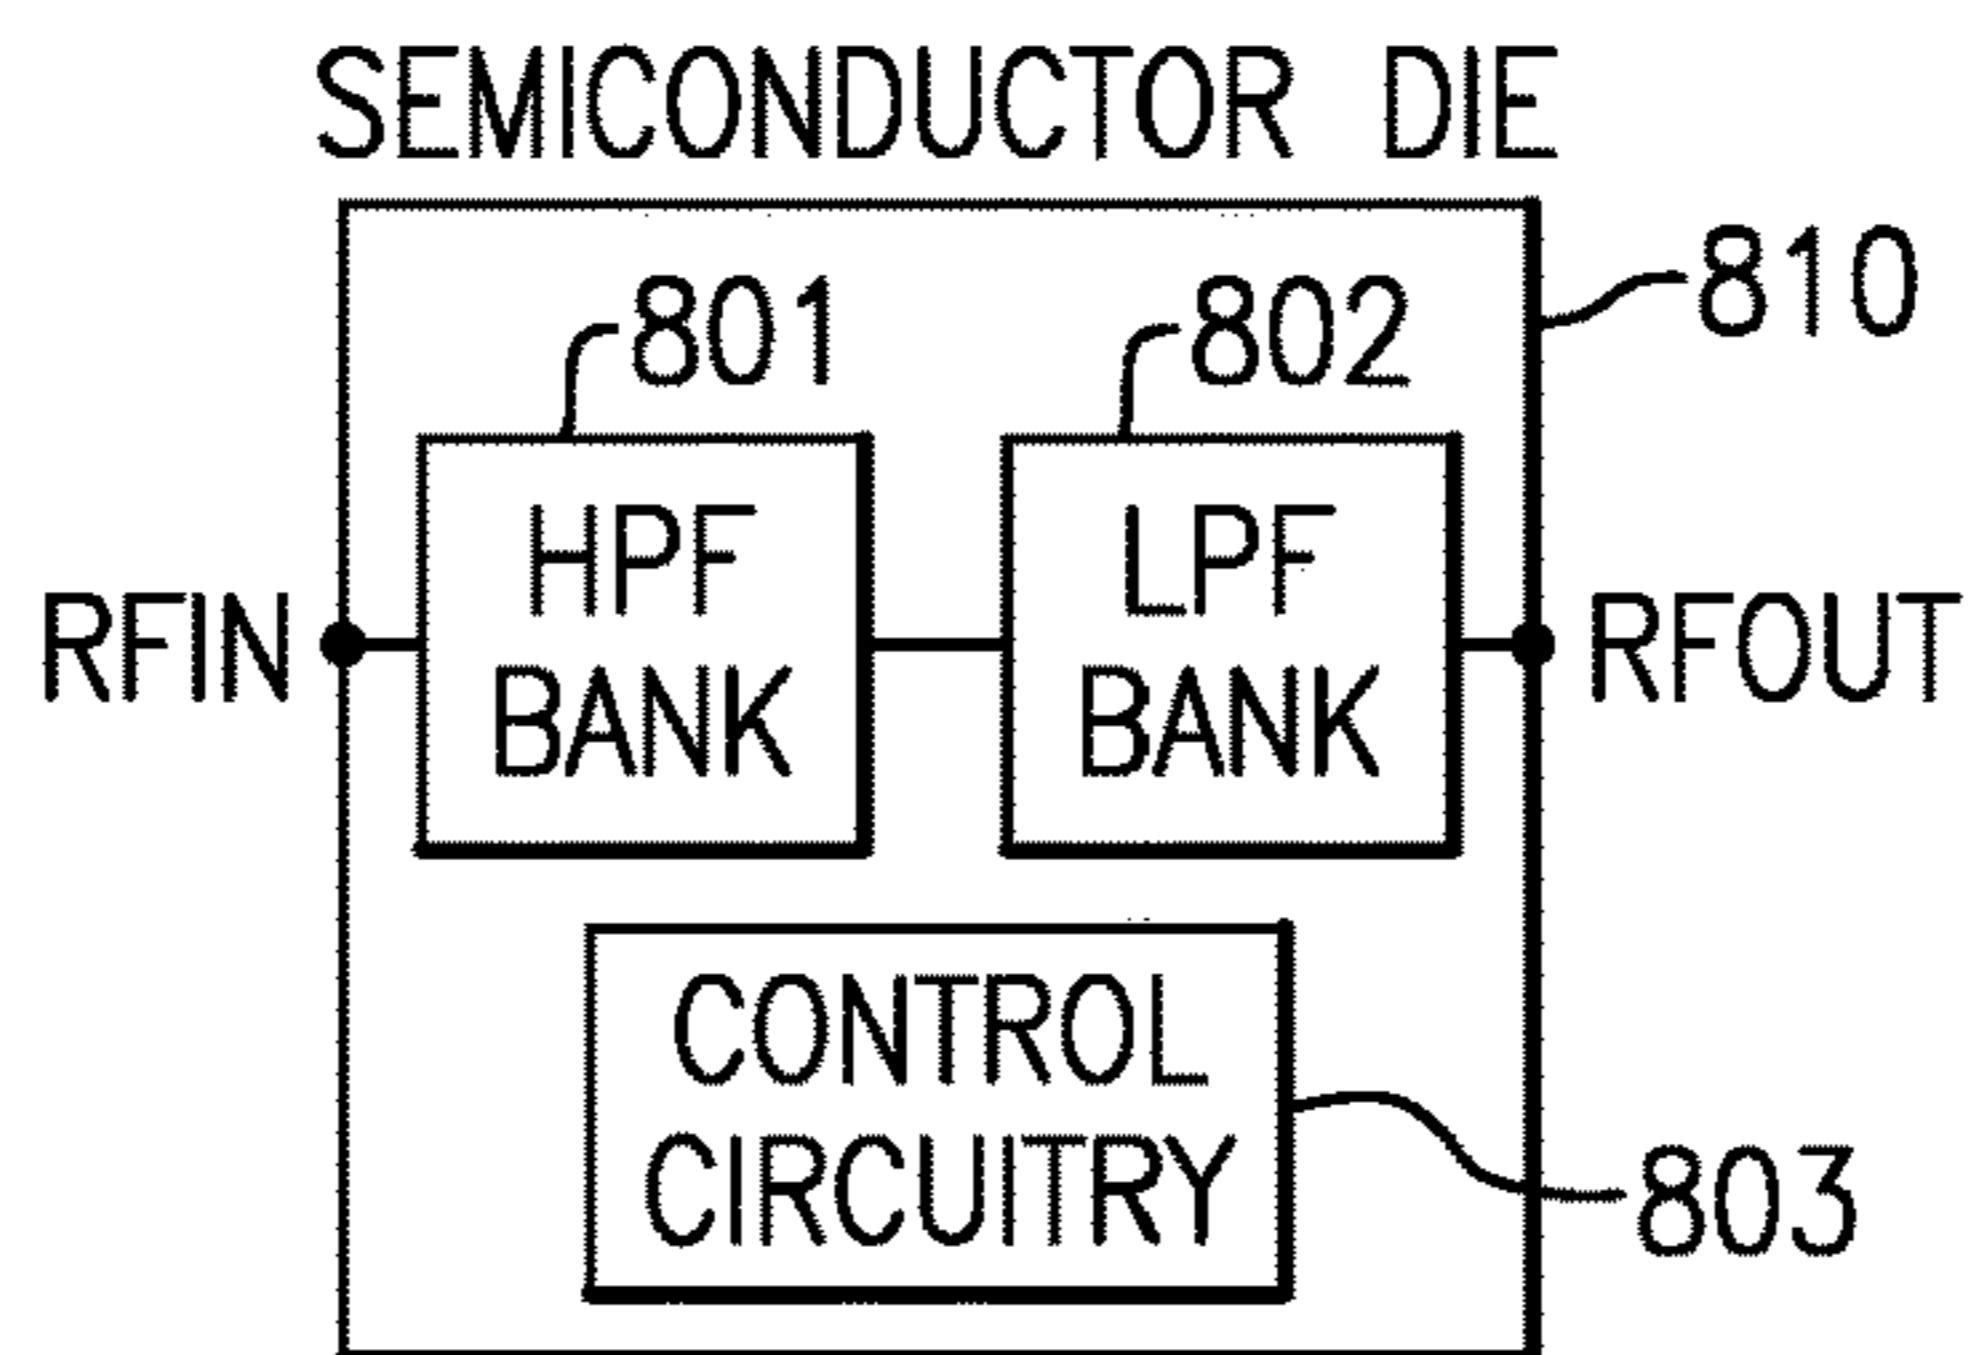 SEMICONDUCTOR DIE
810
801
802
HPF
BANK
LPF
BANK
RFIN
RFOUT
CONTROL
CIRCUITRY
803